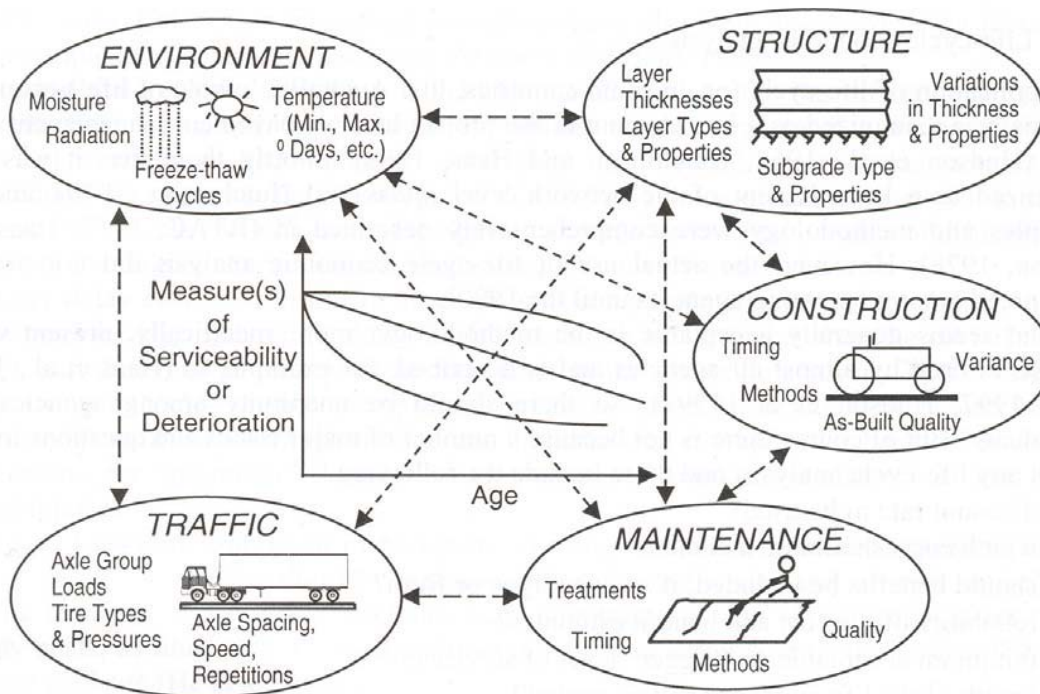 ENVIRONMENT
Moisture
Radiation
Freeze-thaw
Cycles
Temperature
(Min., Max,
º Days, etc.)
STRUCTURE
Layer
Thicknesses
Layer Types
& Properties
Variations
in Thickness
& Properties
Subgrade Type
& Properties
Measure(s)
of
Serviceability
or
Deterioration
Age
CONSTRUCTION
Timing
Methods
Variance
As-Built Quality
TRAFFIC
Axle Group
Loads
Tire Types
& Pressures
Axle Spacing,
Speed,
Repetitions
MAINTENANCE
Treatments
Timing
Methods
Quality